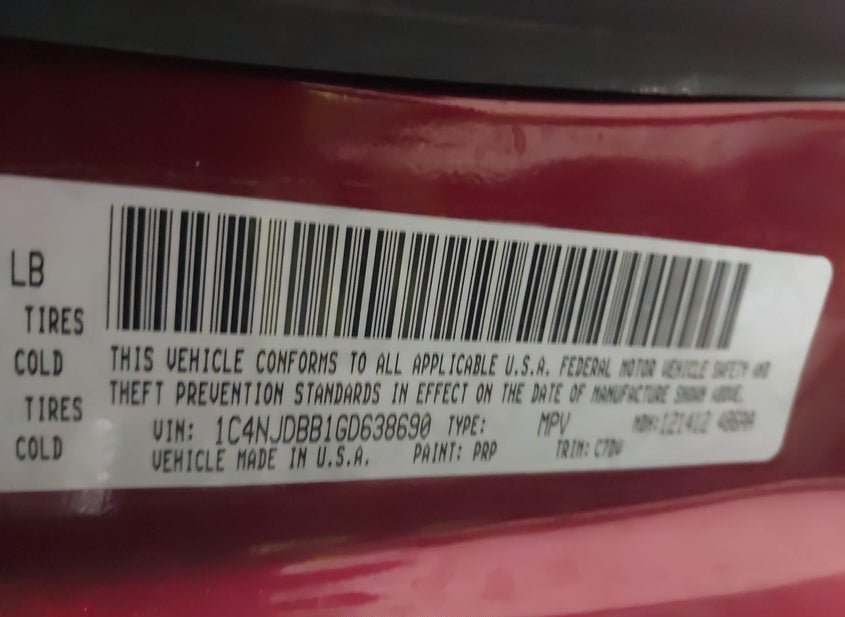 LB
TIRES
COLD
TIRES
COLD
THIS VEHICLE CONFORMS TO ALL APPLICABLE U.S.A. FEDERAL MOTOR VEHICLE SAFETY AND
THEFT PREVENTION STANDARDS IN EFFECT ON THE DATE OF MANUFACTURE SHOWN ABOVE.
VIN: 1C4NJDBB1GD638690 TYPE: MPV MDH: 121412
VEHICLE MADE IN U.S.A. PAINT: PRP TRIM: